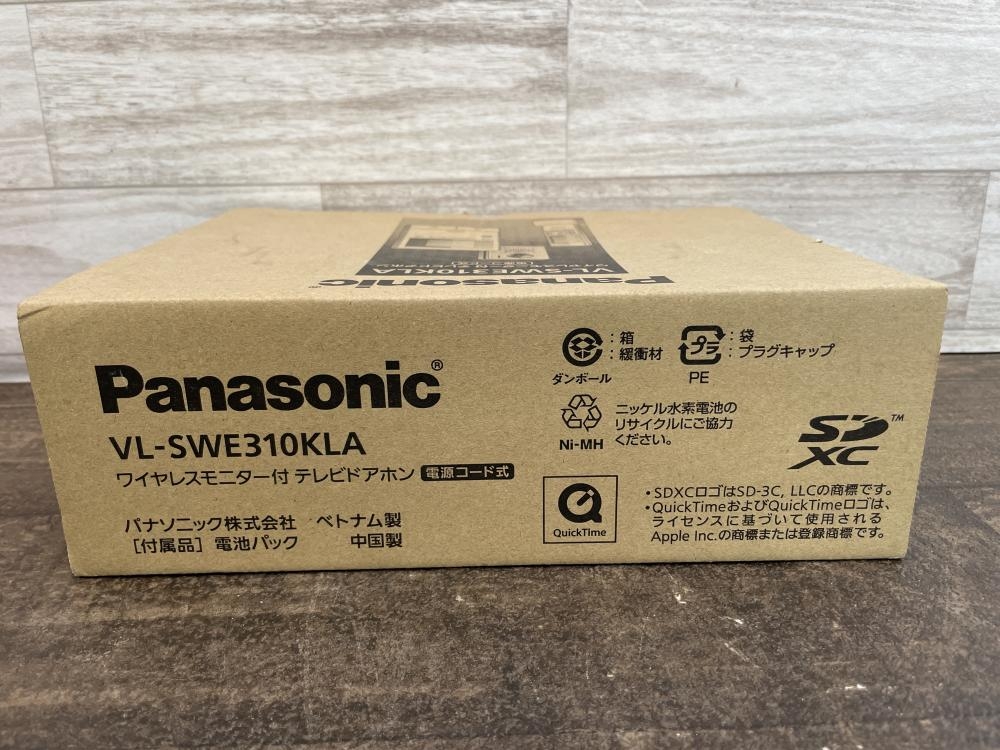 VL-SWE310KLA
Panasonic
Panasonic®
VL-SWE310KLA
ワイヤレスモニター付 テレビドアホン 電源コード式
パナソニック株式会社 ベトナム製
[付属品] 電池パック 中国製
:箱
:緩衝材
ダンボール
プラ
:袋
:プラグキャップ
PE
Ni-MH
ニッケル水素電池の
リサイクルにご協力
ください。
QuickTime
SD
XC
TM
・SDXCロゴはSD-3C, LLCの商標です。
・QuickTimeおよびQuickTimeロゴは、
ライセンスに基づいて使用される
Apple Inc.の商標または登録商標です。